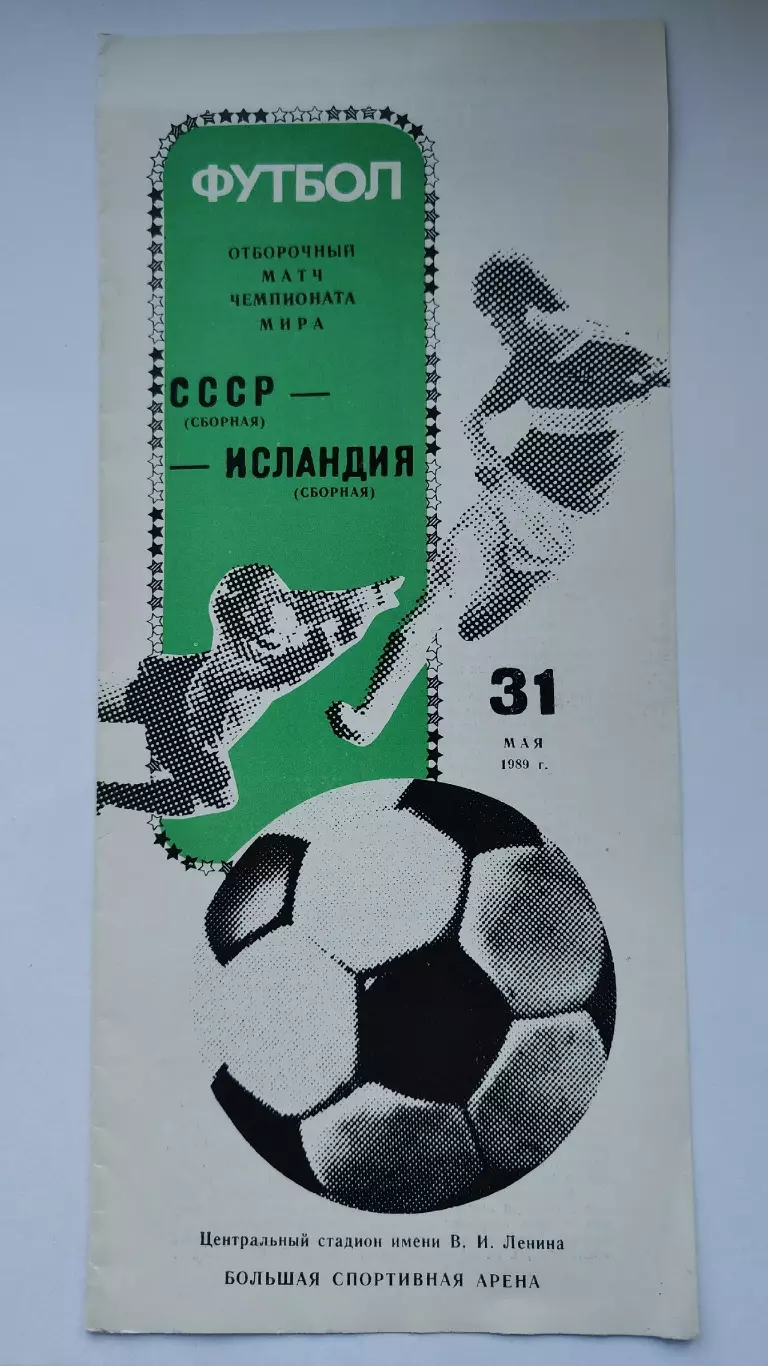 ФУТБОЛ
ОТБОРОЧНЫЙ
МАТЧ
ЧЕМПИОНАТА
МИРА
СССР —
(СБОРНАЯ)
— ИСЛАНДИЯ
(СБОРНАЯ)
31
МАЯ
1989 г.
Центральный стадион имени В. И. Ленина
БОЛЬШАЯ СПОРТИВНАЯ АРЕНА